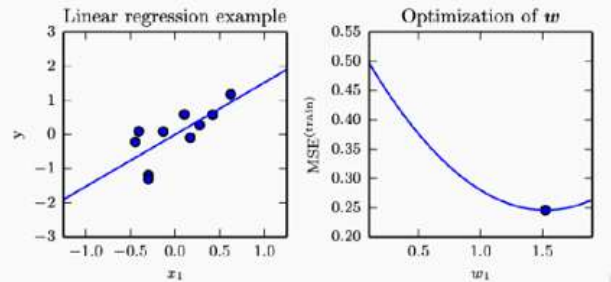 Linear regression example
3
2
1
0
−1
−2
−3
y
−1.0 −0.5 0.0 0.5 1.0
x₁
Optimization of w
0.55
0.50
0.45
0.40
0.35
0.30
0.25
0.20
MSE(train)
0.5 1.0 1.5
w₁